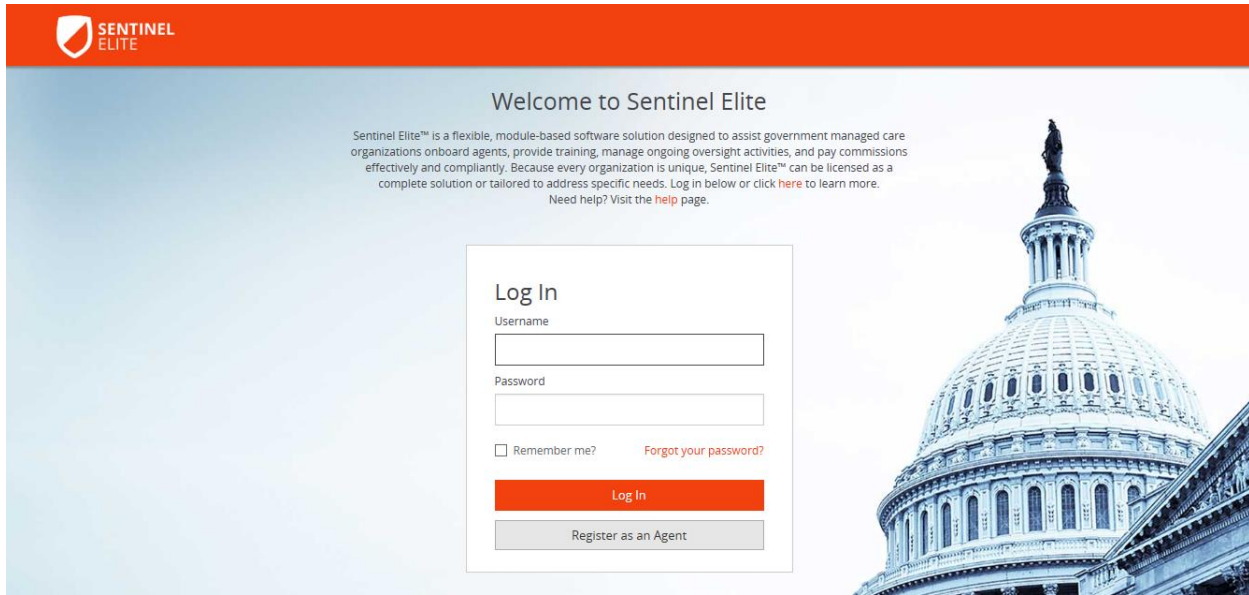 SENTINEL
ELITE
Welcome to Sentinel Elite
Sentinel Elite™ is a flexible, module-based software solution designed to assist government managed care
organizations onboard agents, provide training, manage ongoing oversight activities, and pay commissions
effectively and compliantly. Because every organization is unique, Sentinel Elite™ can be licensed as a
complete solution or tailored to address specific needs. Log in below or click here to learn more.
Need help? Visit the help page.
Log In
Username
Password
Remember me? Forgot your password?
Log In
Register as an Agent